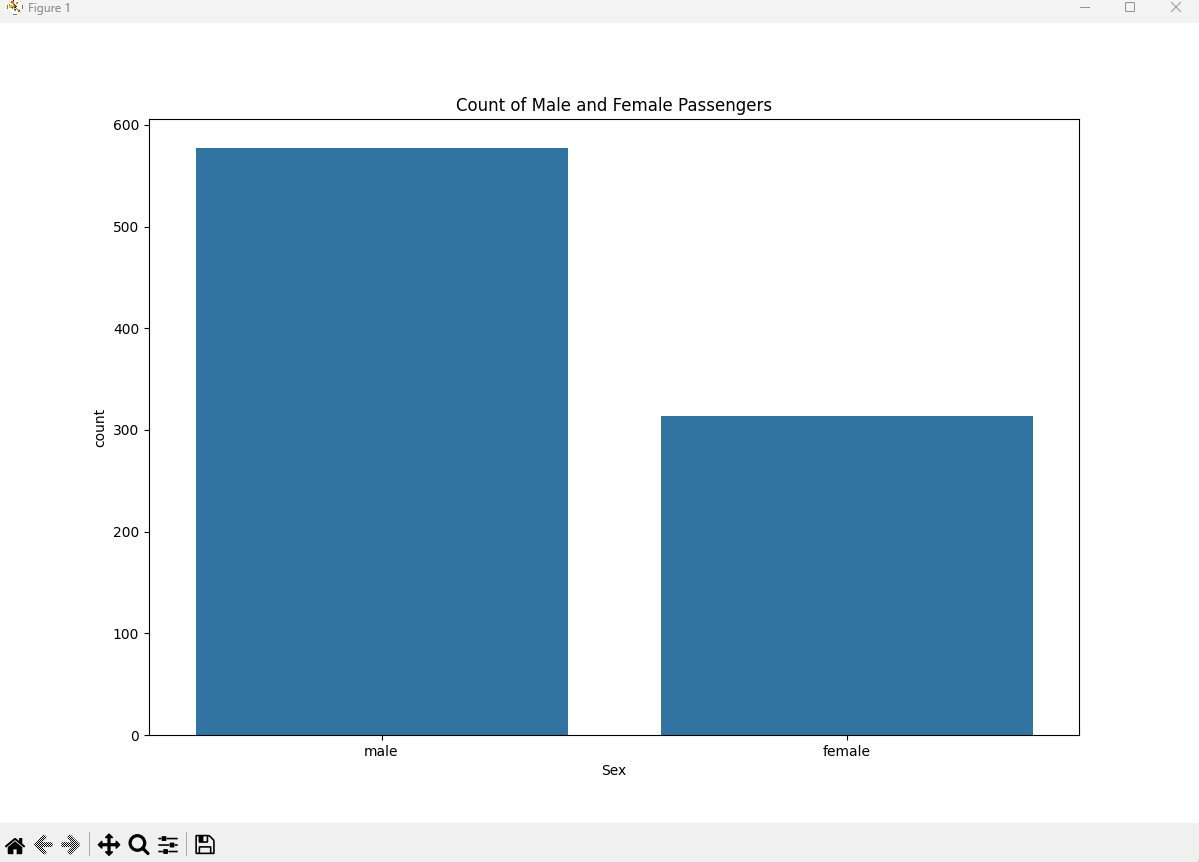 Figure 1
Count of Male and Female Passengers
600
500
400
300
200
100
0
count
male
female
Sex